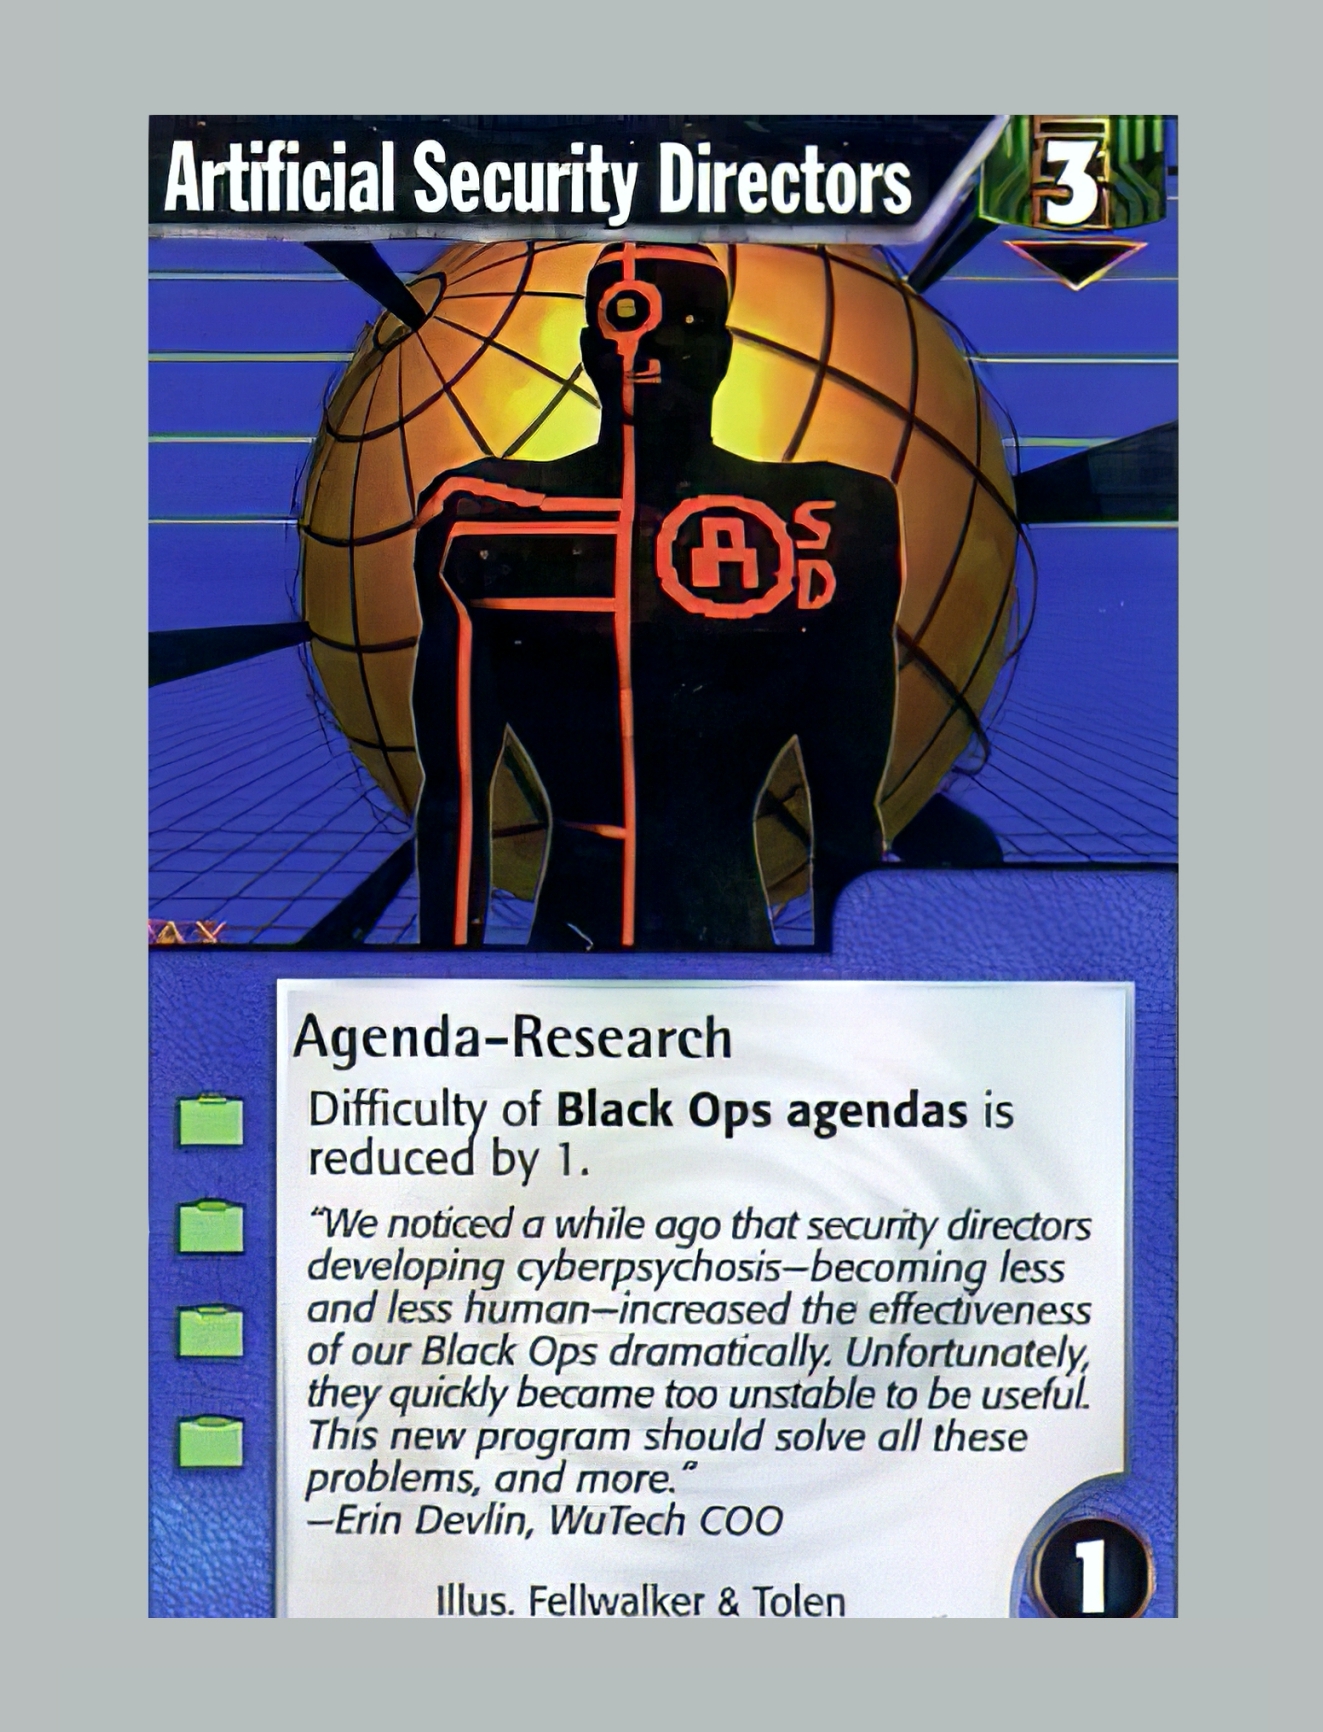 Artificial Security Directors
3
A S
D
AX
Agenda–Research
Difficulty of Black Ops agendas is
reduced by 1.
“We noticed a while ago that security directors
developing cyberpsychosis—becoming less
and less human—increased the effectiveness
of our Black Ops dramatically. Unfortunately,
they quickly became too unstable to be useful.
This new program should solve all these
problems, and more.”
—Erin Devlin, WuTech COO
1
Illus. Fellwalker & Tolen